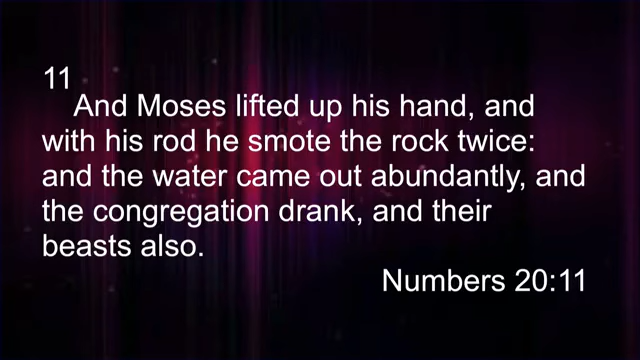 11
And Moses lifted up his hand, and
with his rod he smote the rock twice:
and the water came out abundantly, and
the congregation drank, and their
beasts also.
Numbers 20:11